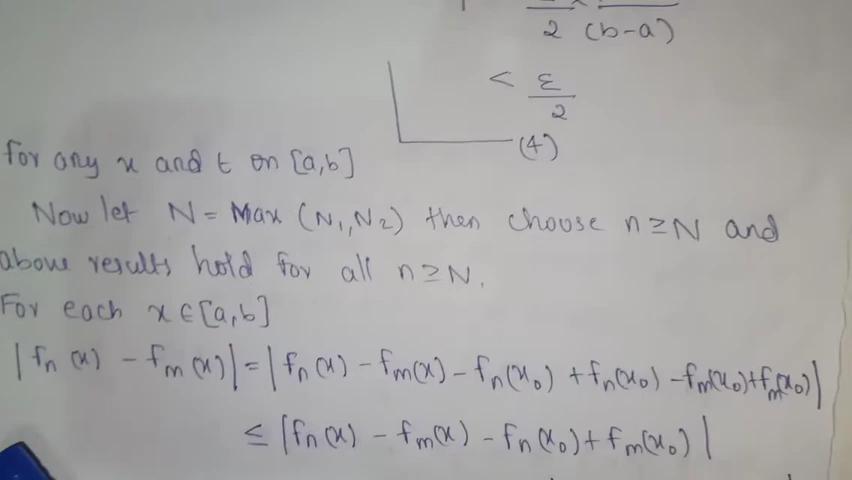 2 (b-a)
< ε/2
(4)
for any x and t on [a,b]
Now let N = Max (N₁,N₂) then choose n≥N and
above results hold for all n≥N.
For each x∈[a,b]
|fₙ(x) - fₘ(x)| = |fₙ(x) - fₘ(x) - fₙ(x₀) + fₙ(x₀) - fₘ(x₀) + fₘ(x₀)|
≤ |fₙ(x) - fₘ(x) - fₙ(x₀) + fₘ(x₀)|